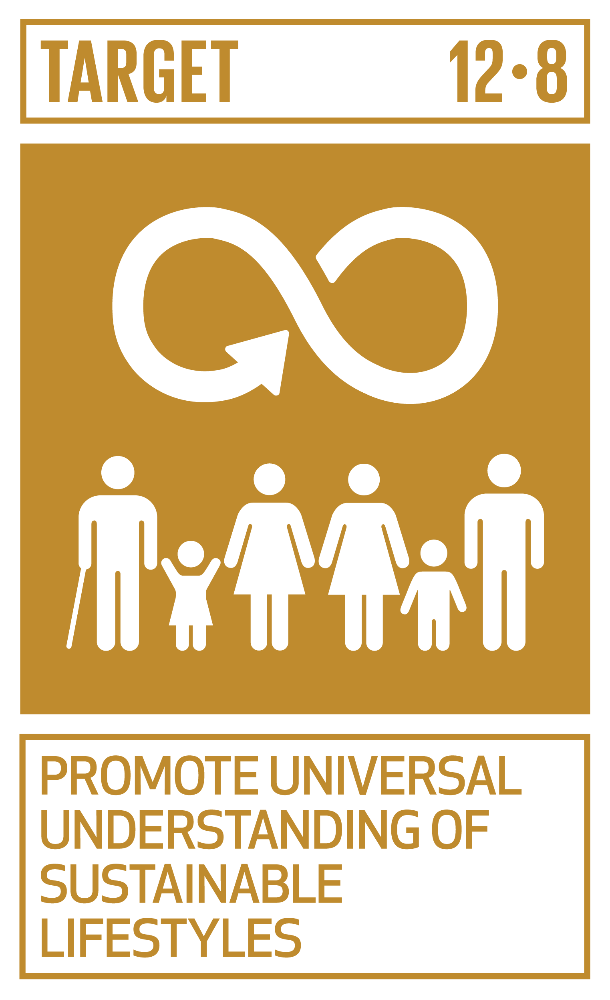 TARGET 12·8
PROMOTE UNIVERSAL
UNDERSTANDING OF
SUSTAINABLE
LIFESTYLES